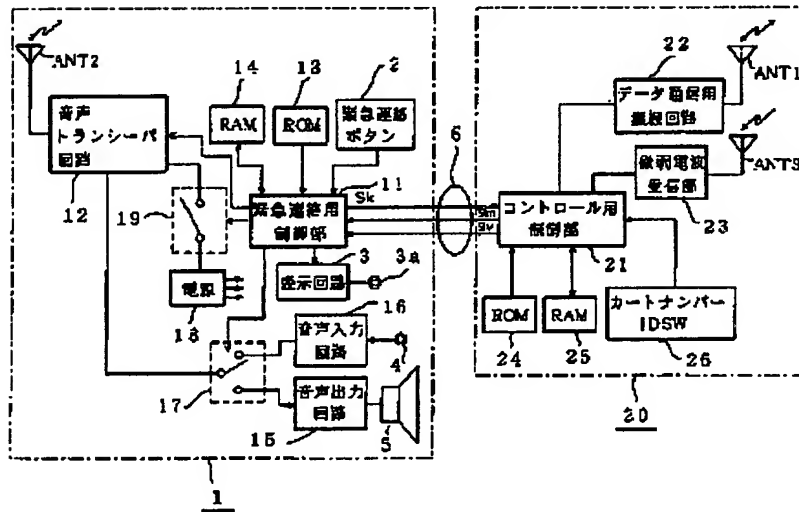 ANT2
音声
トランシーバ
回路
12
14
RAM
13
ROM
2
緊急連絡
ボタン
11
緊急連絡用
制御部
Sk
Sm
Sv
6
19
電源
18
3
表示回路
3a
16
音声入力
回路
4
17
音声出力
回路
15
5
1
22
データ通信用
無線回路
ANT1
微弱電波
受信部
23
ANT3
コントロール用
制御部
21
ROM
24
RAM
25
カートナンバー
IDSW
26
20